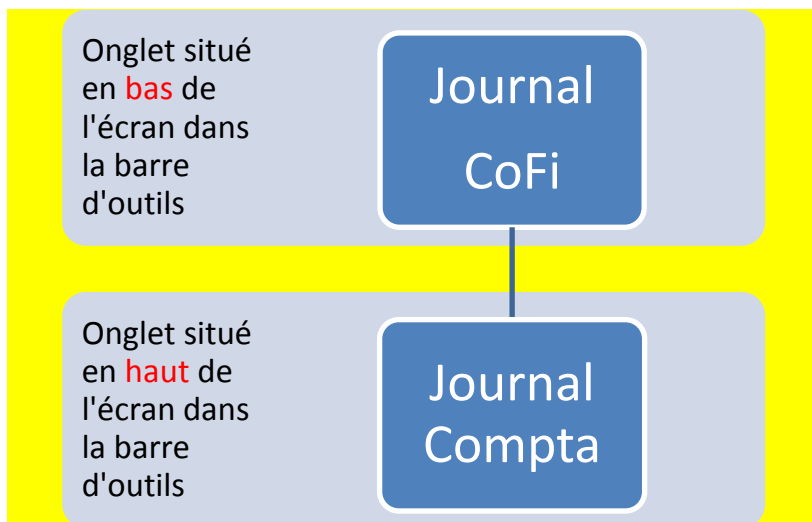 Onglet situé
en bas de
l'écran dans
la barre
d'outils
Journal
CoFi
Onglet situé
en haut de
l'écran dans
la barre
d'outils
Journal
Compta